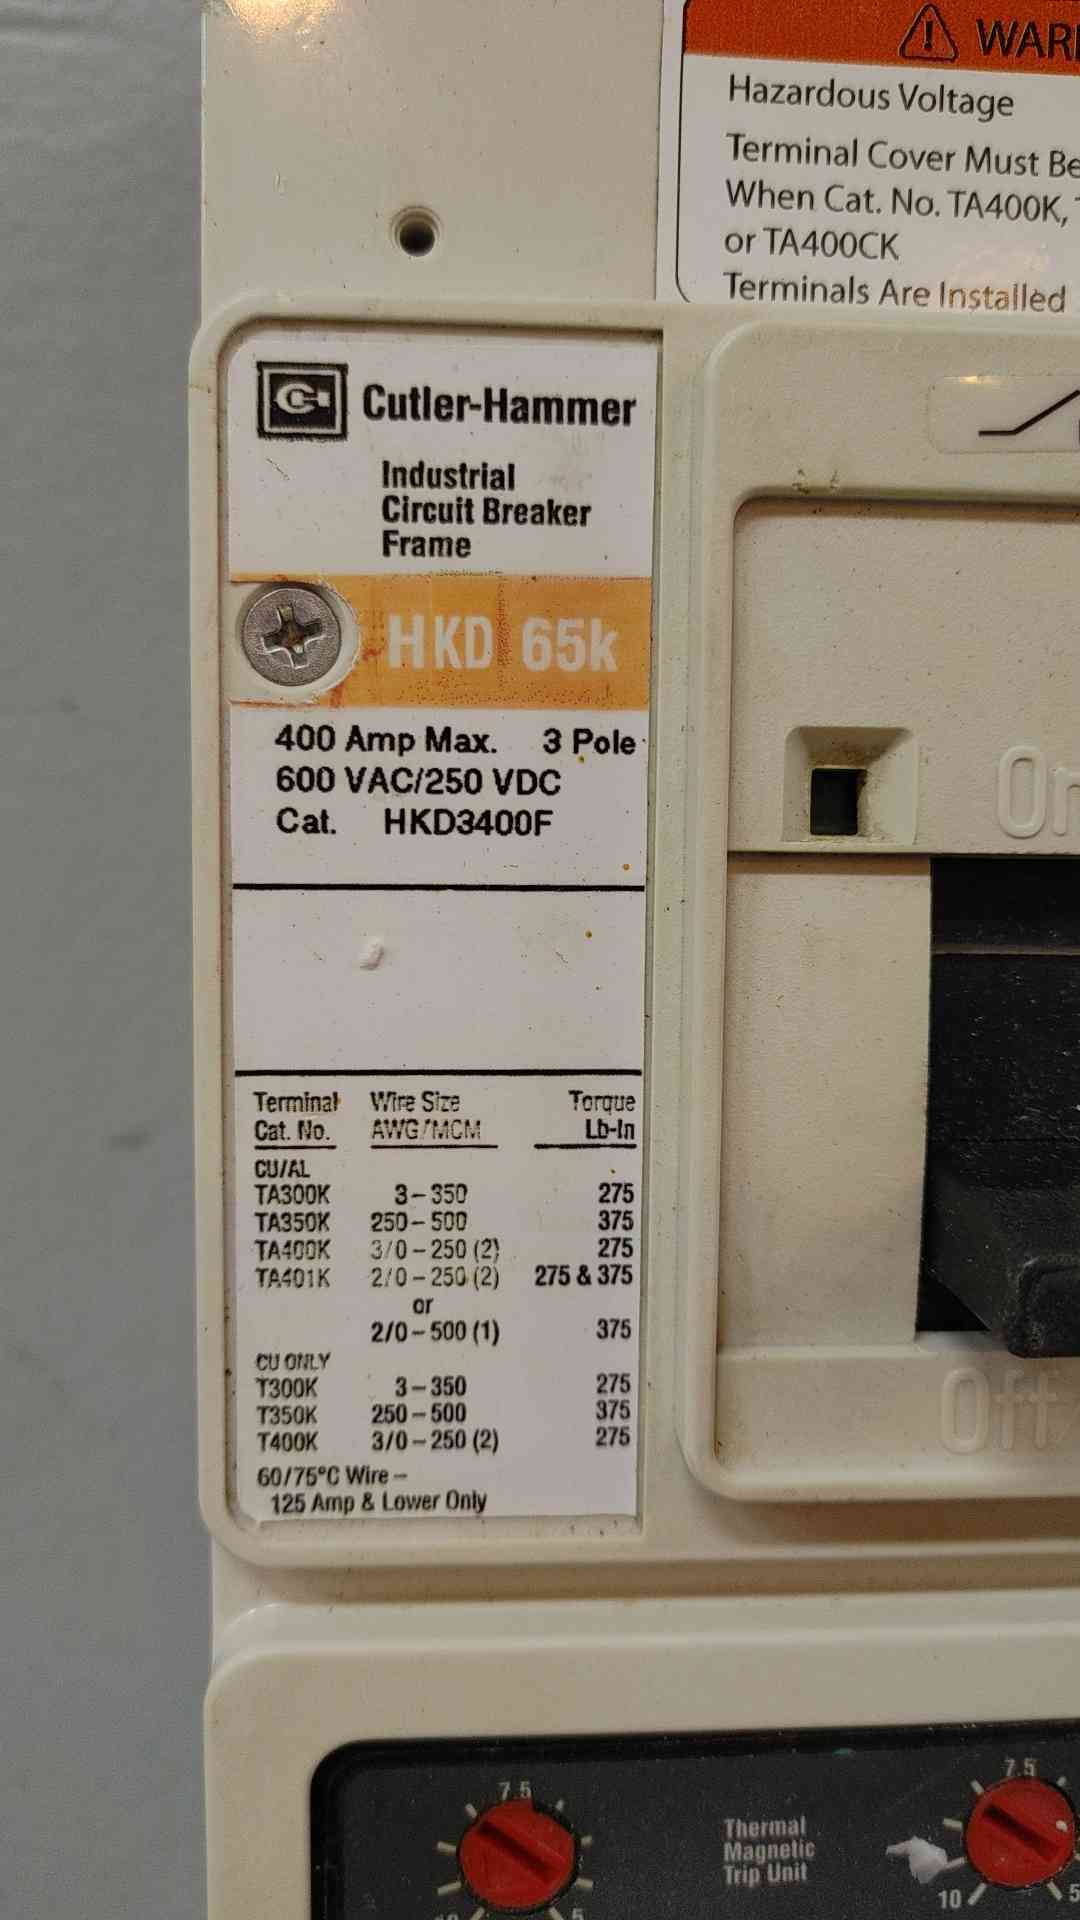 WAR
Hazardous Voltage
Terminal Cover Must Be
When Cat. No. TA400K,
or TA400CK
Terminals Are Installed
Cutler-Hammer
Industrial
Circuit Breaker
Frame
HKD 65k
400 Amp Max. 3 Pole
600 VAC/250 VDC
Cat. HKD3400F
On
Terminal Wire Size Torque
Cat. No. AWG/MCM Lb-In
CU/AL
TA300K 3-350 275
TA350K 250-500 375
TA400K 3/0-250 (2) 275
TA401K 2/0-250 (2) 275 & 375
or
2/0-500 (1) 375
CU ONLY
T300K 3-350 275
T350K 250-500 375
T400K 3/0-250 (2) 275
60/75°C Wire –
125 Amp & Lower Only
Off
7.5
7.5
Thermal
Magnetic
Trip Unit
10 5
10 5